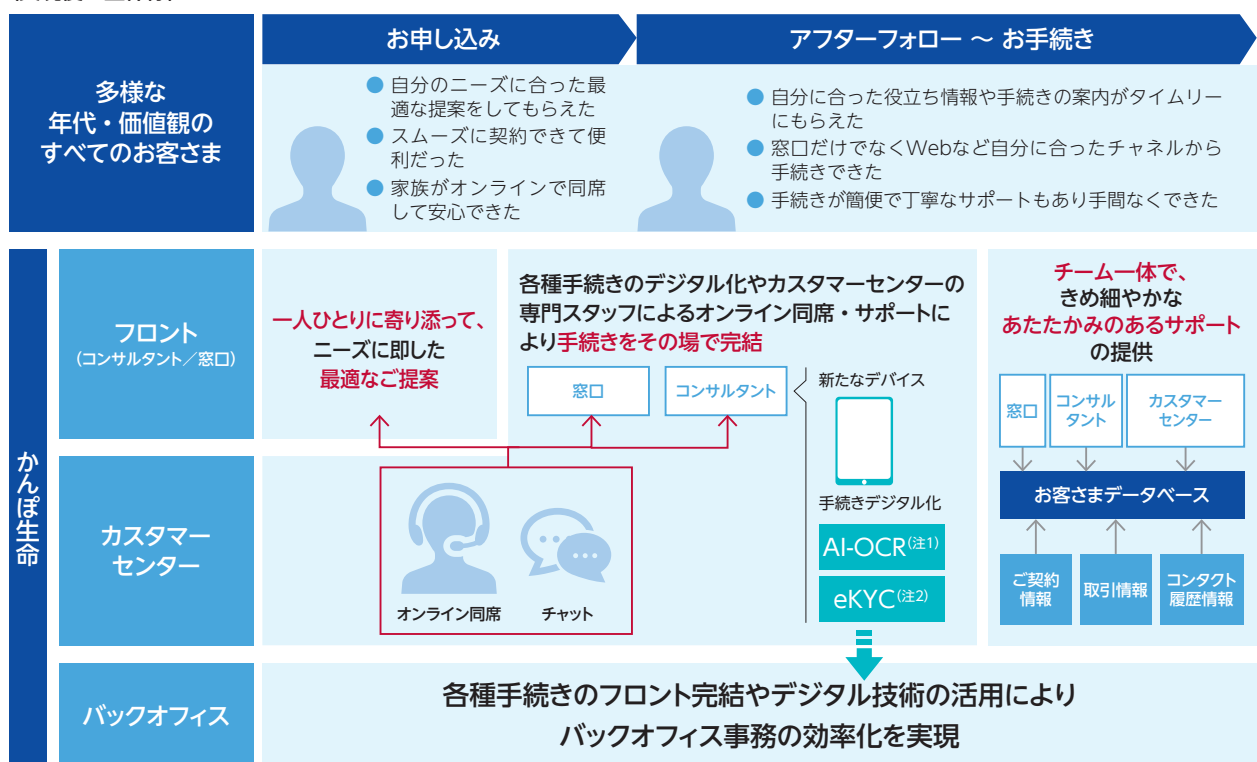 お申し込み
アフターフォロー ～ お手続き
多様な
年代・価値観の
すべてのお客さま
● 自分のニーズに合った最
適な提案をしてもらえた
● スムーズに契約できて便
利だった
● 家族がオンラインで同席
して安心できた
● 自分に合った役立ち情報や手続きの案内がタイムリー
にもらえた
● 窓口だけでなくWebなど自分に合ったチャネルから
手続きできた
● 手続きが簡便で丁寧なサポートもあり手間なくできた
かんぽ生命
フロント
（コンサルタント／窓口）
一人ひとりに寄り添って、
ニーズに即した
最適なご提案
各種手続きのデジタル化やカスタマーセンターの
専門スタッフによるオンライン同席・サポートに
より手続きをその場で完結
窓口
コンサルタント
新たなデバイス
手続きデジタル化
AI-OCR(注1)
eKYC(注2)
チーム一体で、
きめ細やかな
あたたかみのあるサポート
の提供
窓口
コンサル
タント
カスタマー
センター
お客さまデータベース
ご契約
情報
取引情報
コンタクト
履歴情報
カスタマー
センター
オンライン同席
チャット
バックオフィス
各種手続きのフロント完結やデジタル技術の活用により
バックオフィス事務の効率化を実現